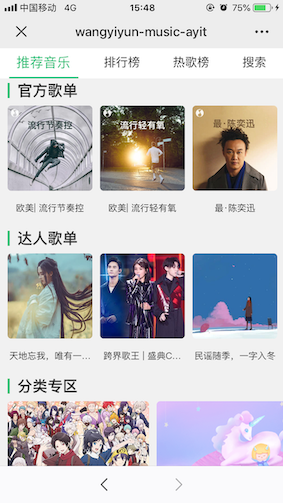 中国移动 4G 15:48 75%
wangyiyun-music-ayit
推荐音乐 排行榜 热歌榜 搜索
官方歌单
流行节奏控 流行轻有氧 最·陈奕迅
欧美| 流行节奏控 欧美| 流行轻有氧 最·陈奕迅
达人歌单
天地忘我，唯有一... 跨界歌王 | 盛典C... 民谣随季，一字入冬
分类专区